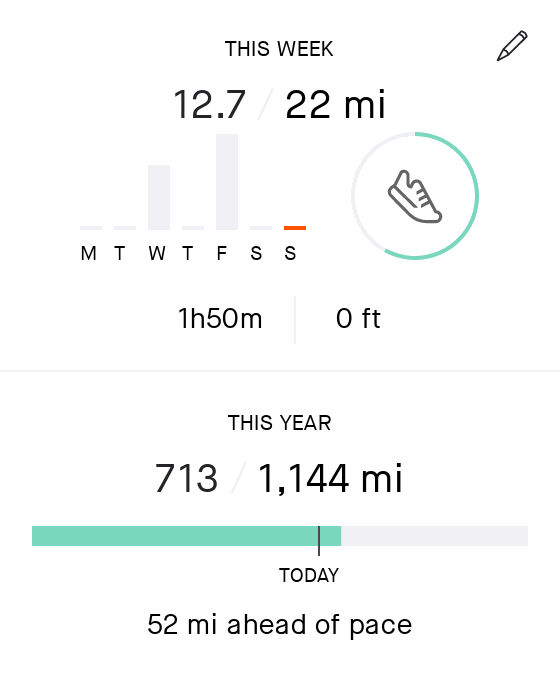 THIS WEEK
12.7 / 22 mi
M T W T F S S
1h50m 0 ft
THIS YEAR
713 / 1,144 mi
TODAY
52 mi ahead of pace